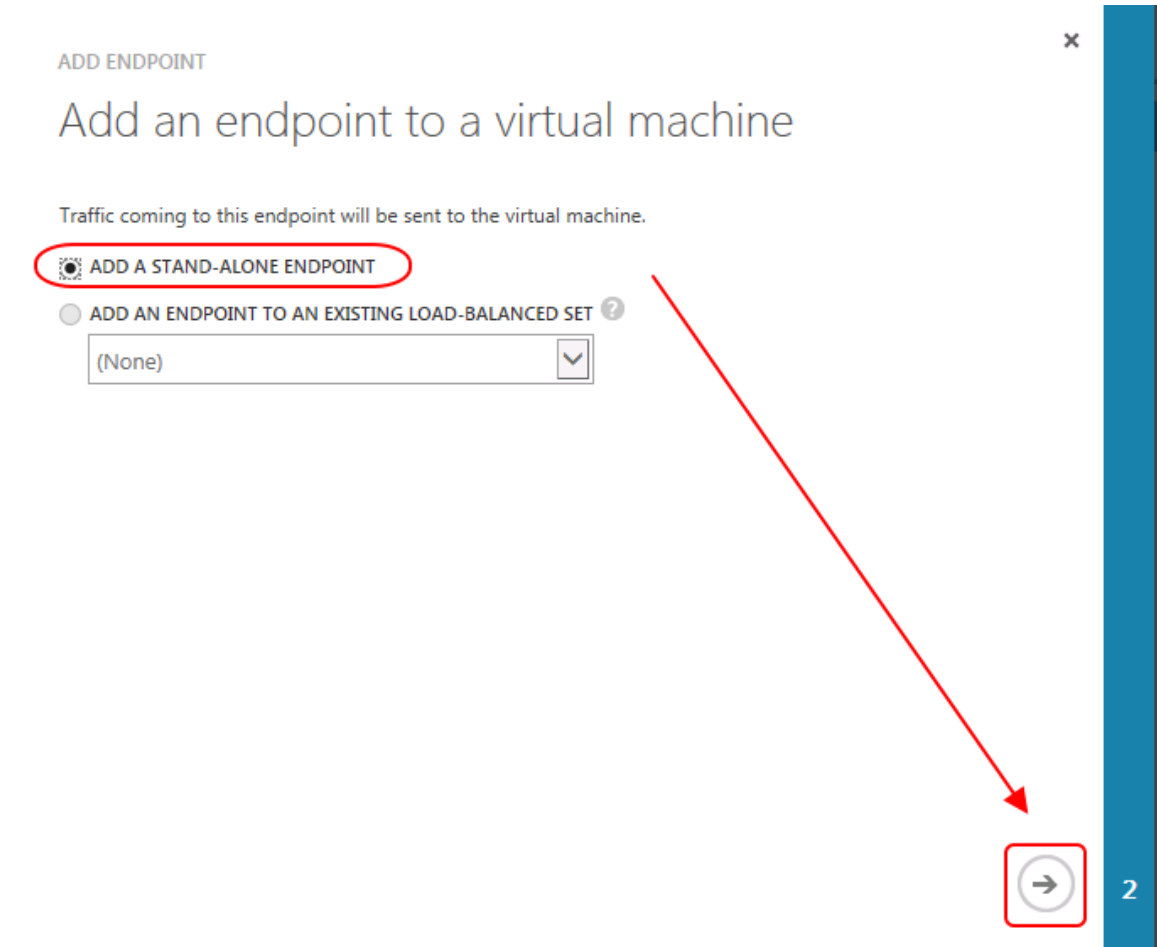 ADD ENDPOINT
Add an endpoint to a virtual machine
Traffic coming to this endpoint will be sent to the virtual machine.
ADD A STAND-ALONE ENDPOINT
ADD AN ENDPOINT TO AN EXISTING LOAD-BALANCED SET ?
(None)
2